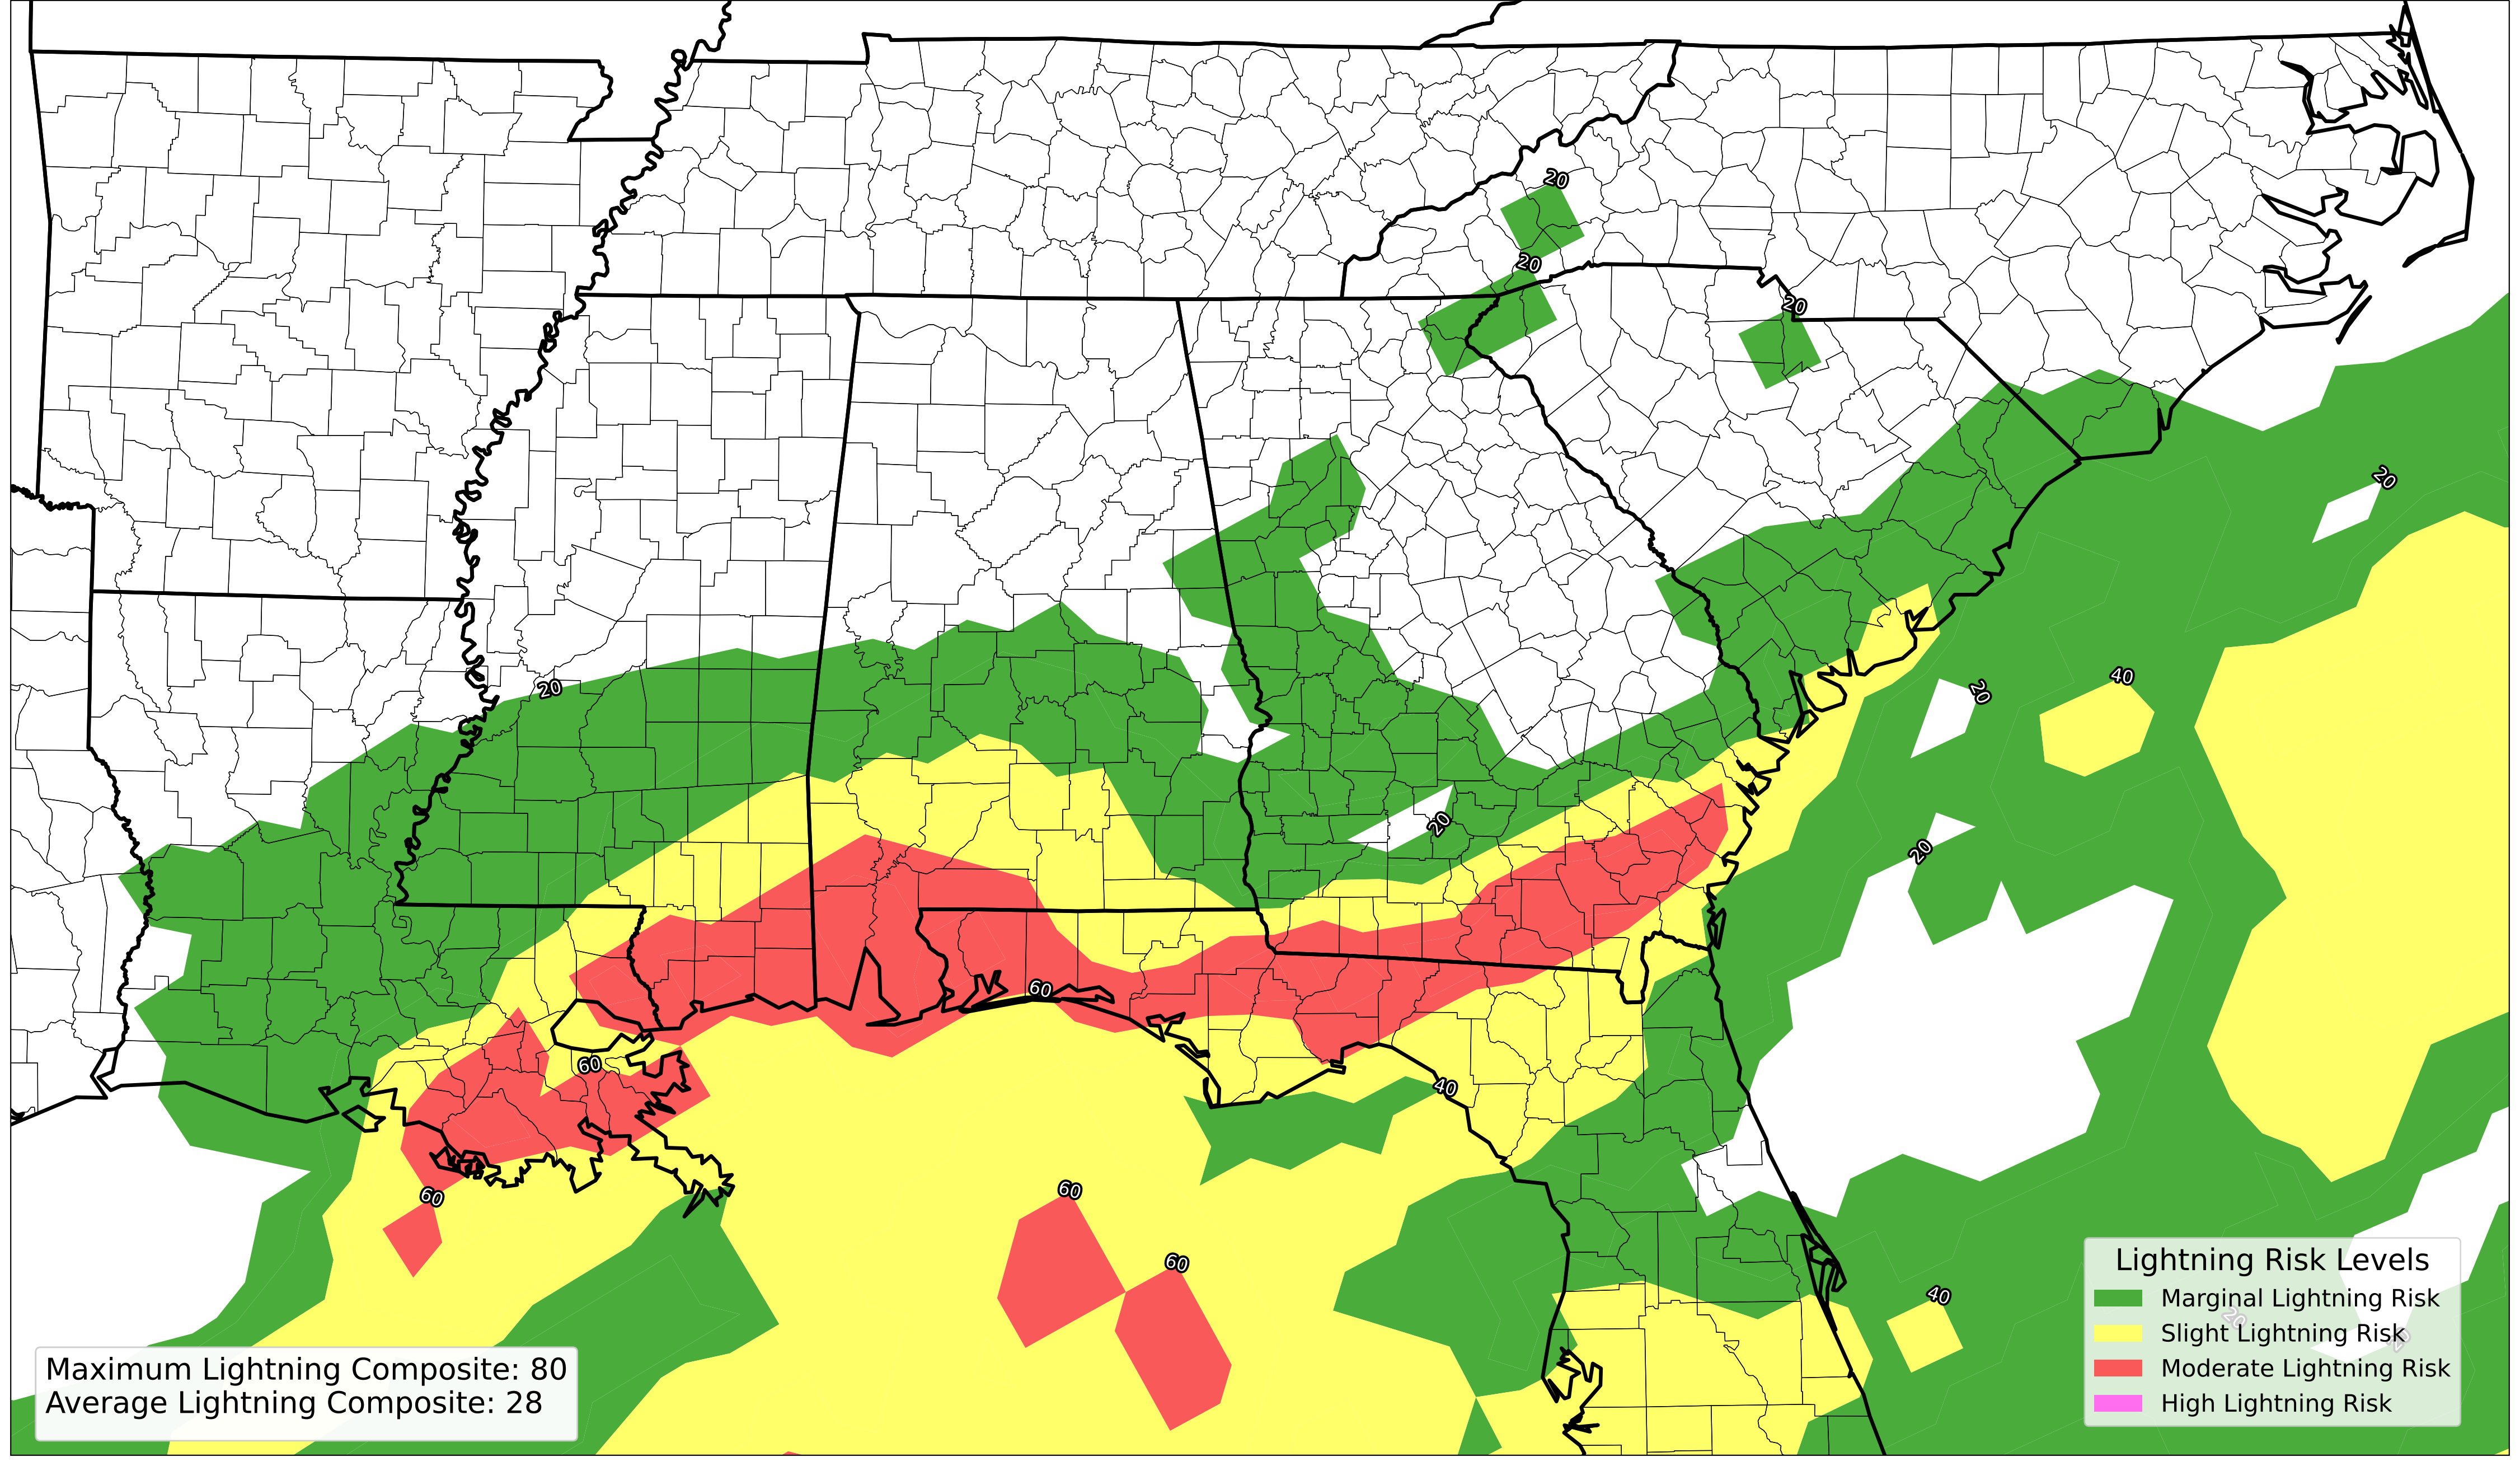 20
20
20
20
20
40
20
20
20
60
60
40
60
60
60
40
Lightning Risk Levels
Marginal Lightning Risk
20
Slight Lightning Risk
Moderate Lightning Risk
High Lightning Risk
Maximum Lightning Composite: 80
Average Lightning Composite: 28